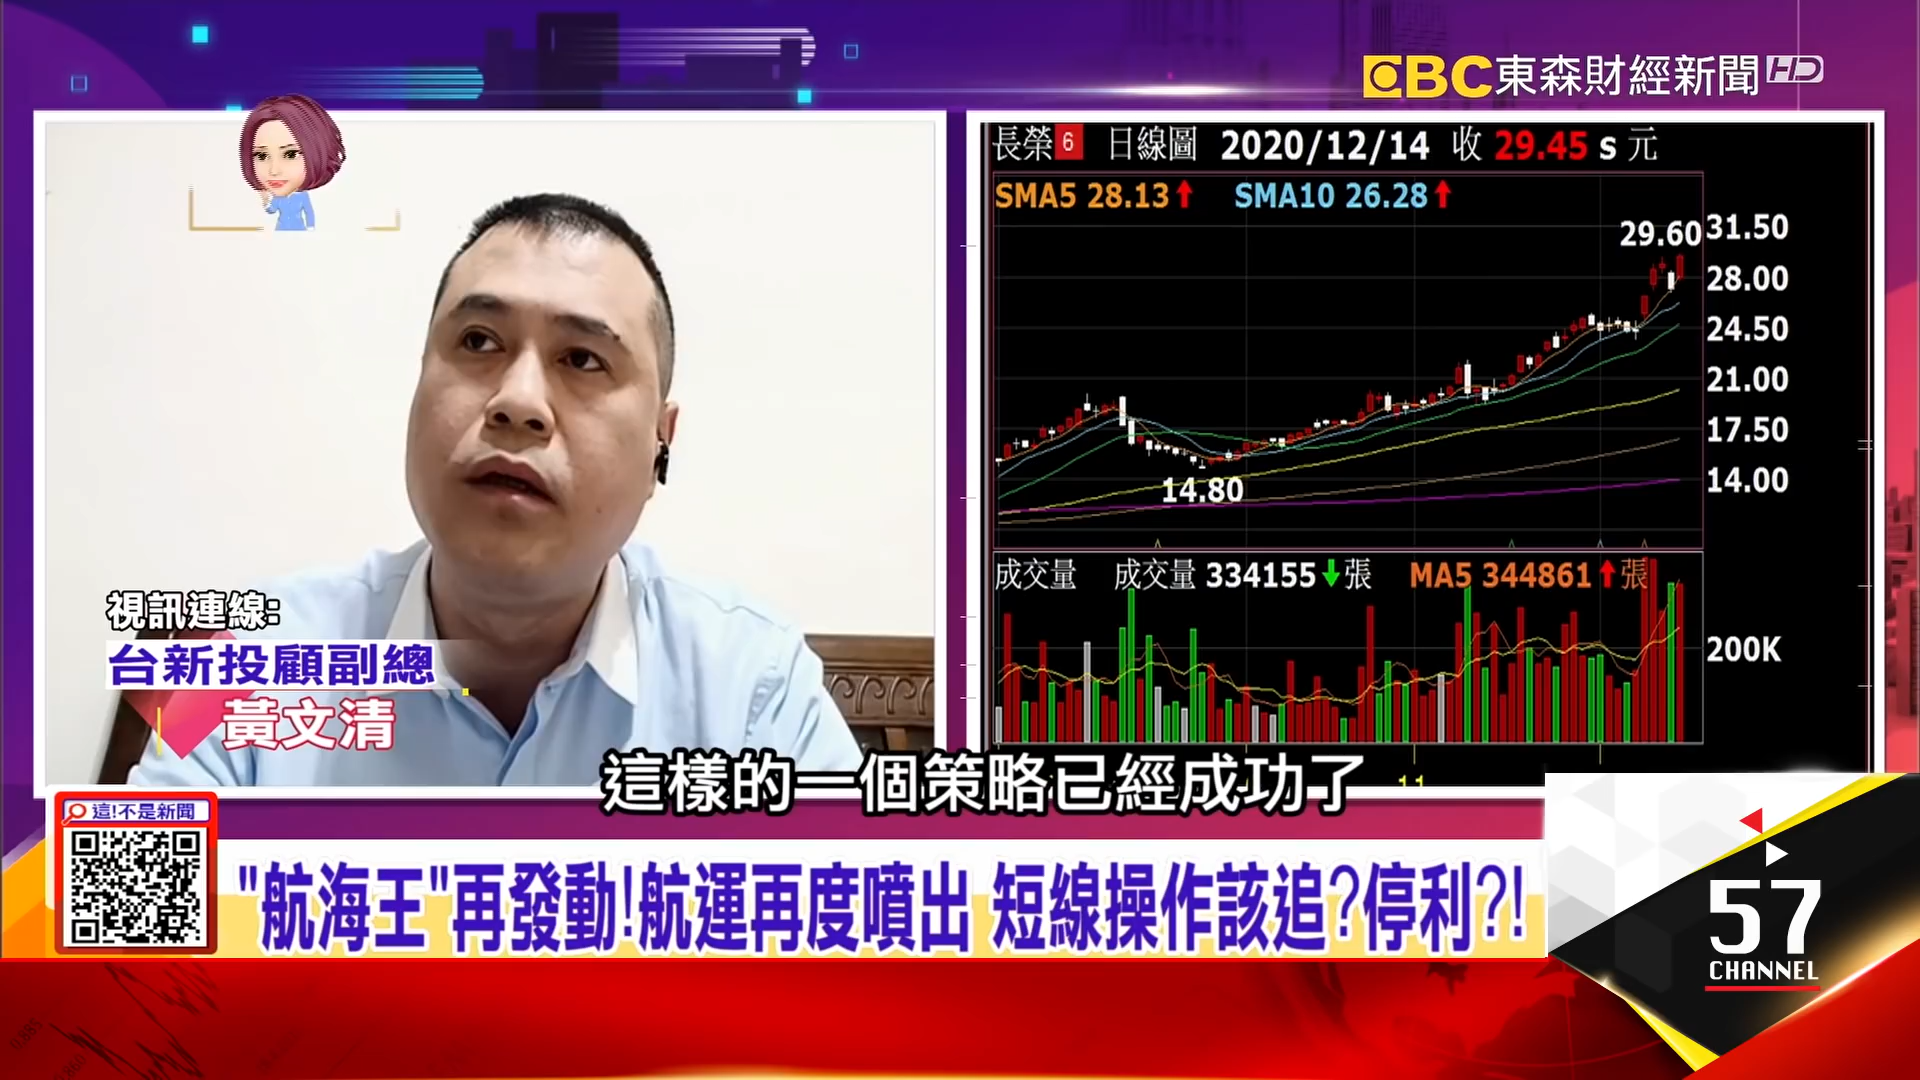 EBC東森財經新聞HD
長榮6 日線圖 2020/12/14 收 29.45 s 元
SMA5 28.13↑ SMA10 26.28↑
29.60
31.50
28.00
24.50
21.00
17.50
14.00
14.80
成交量 成交量 334155↓張 MA5 344861↑張
200K
11
視訊連線:
台新投顧副總
黃文清
這樣的一個策略已經成功了
這!不是新聞
"航海王"再發動!航運再度噴出 短線操作該追?停利?!
57
CHANNEL